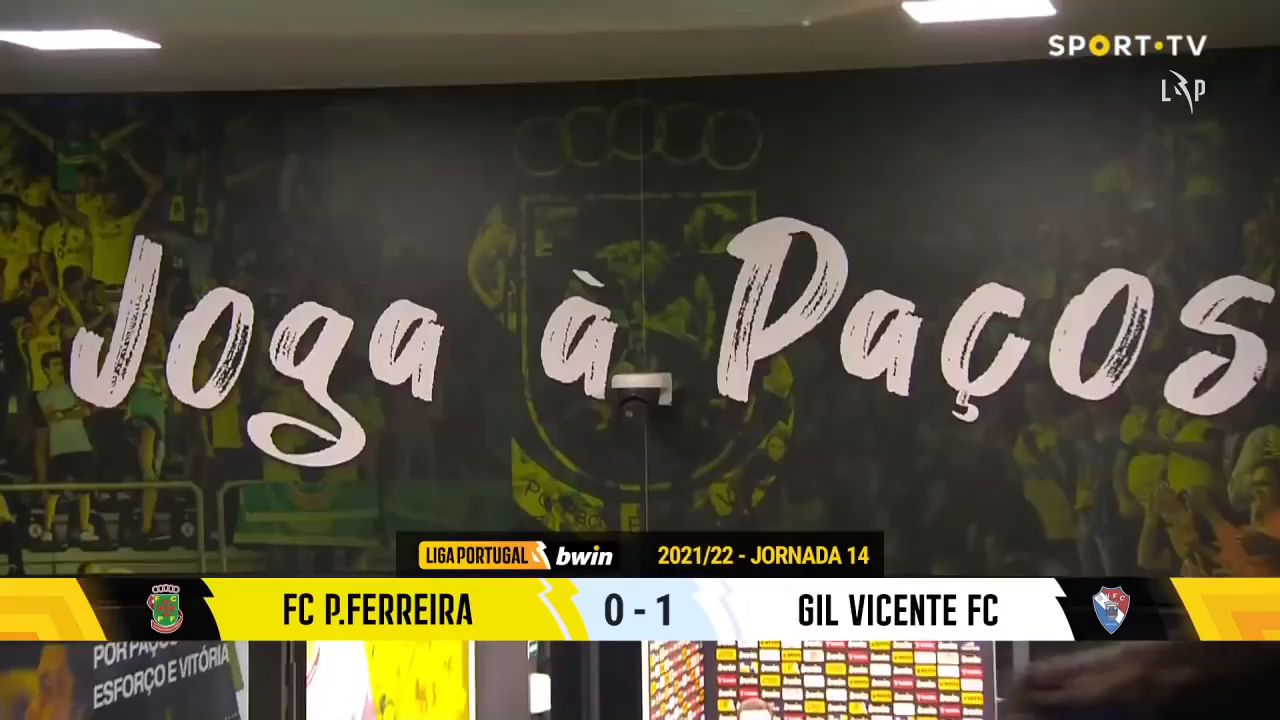 SPORT•TV
LP
Joga à Paços
LIGA PORTUGAL bwin 2021/22 - JORNADA 14
FC P.FERREIRA 0 - 1 GIL VICENTE FC
POR PAÇOS
ESFORÇO E VITÓRIA